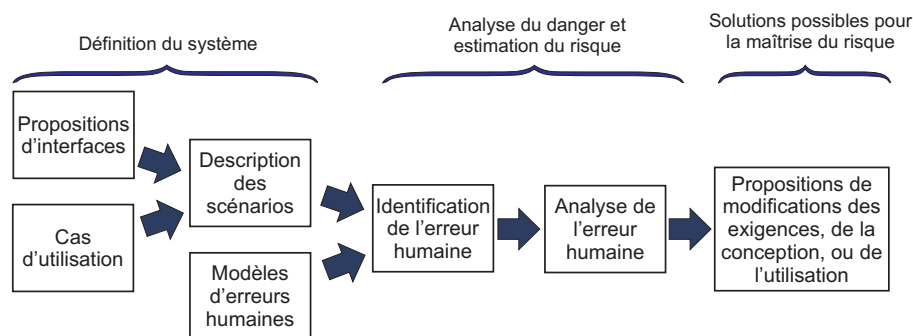 Définition du système
Analyse du danger et
estimation du risque
Solutions possibles pour
la maîtrise du risque
Propositions
d'interfaces
Cas
d'utilisation
Description
des
scénarios
Modèles
d'erreurs
humaines
Identification
de l'erreur
humaine
Analyse de
l'erreur
humaine
Propositions de
modifications des
exigences, de la
conception, ou de
l'utilisation